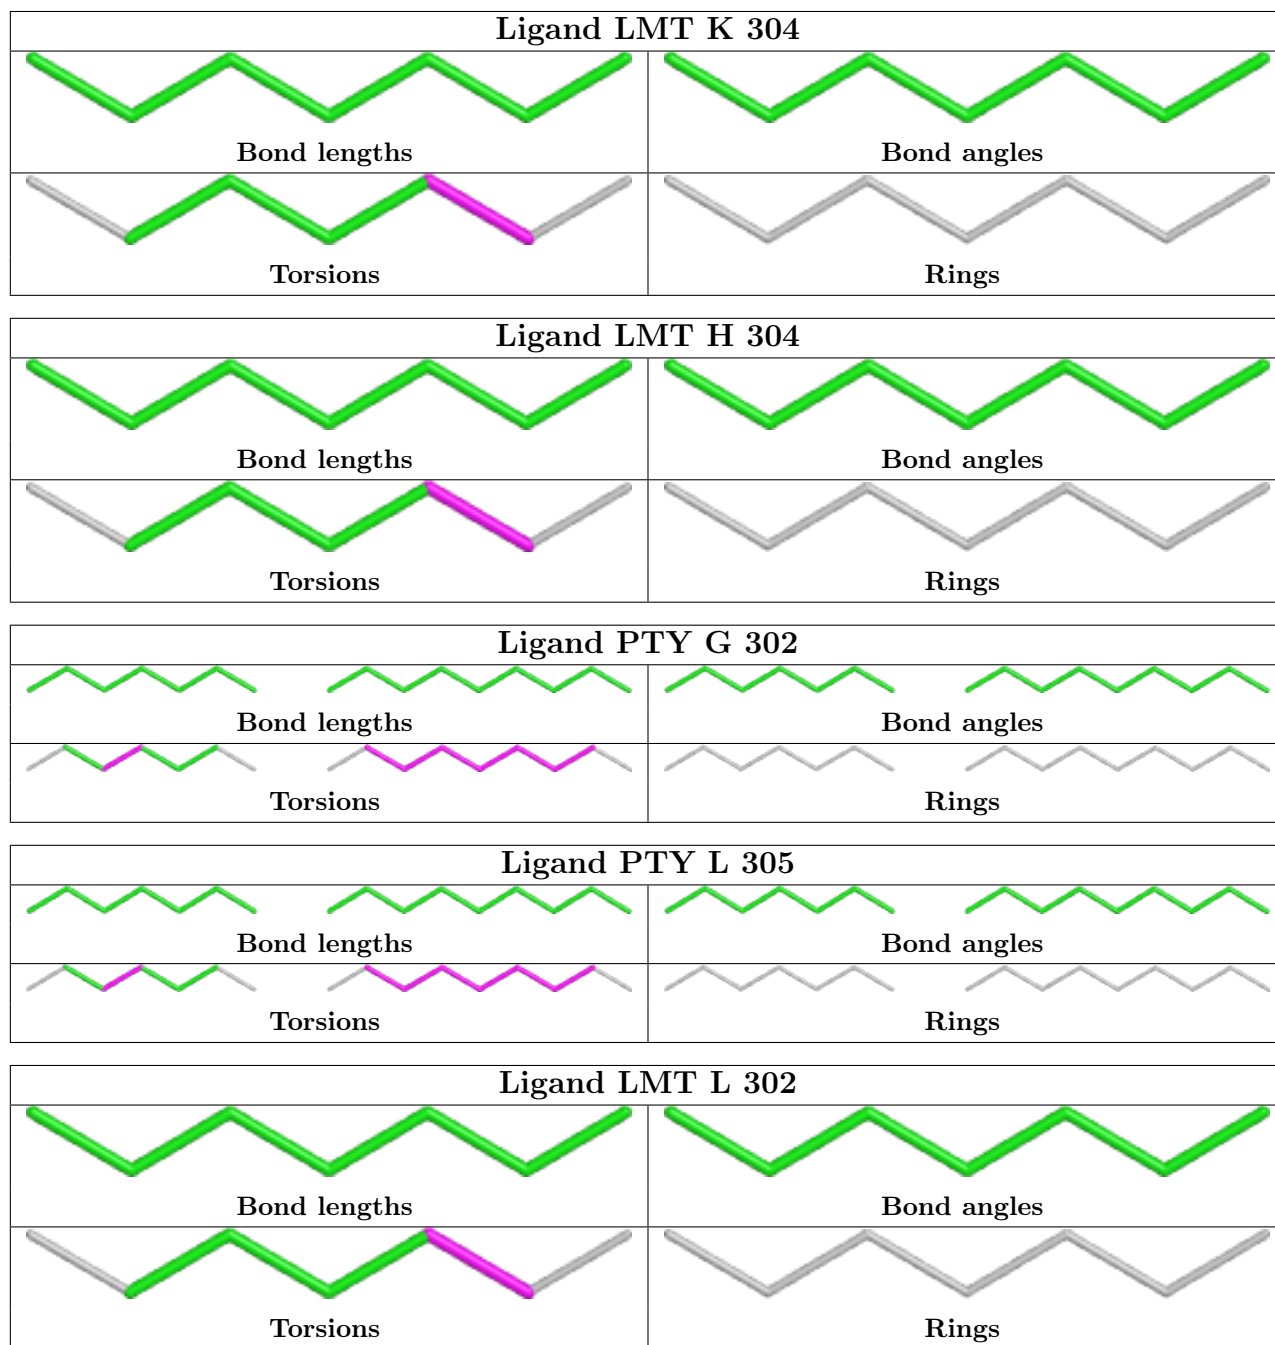 Ligand LMT K 304
Bond lengths
Bond angles
Torsions
Rings
Ligand LMT H 304
Bond lengths
Bond angles
Torsions
Rings
Ligand PTY G 302
Bond lengths
Bond angles
Torsions
Rings
Ligand PTY L 305
Bond lengths
Bond angles
Torsions
Rings
Ligand LMT L 302
Bond lengths
Bond angles
Torsions
Rings